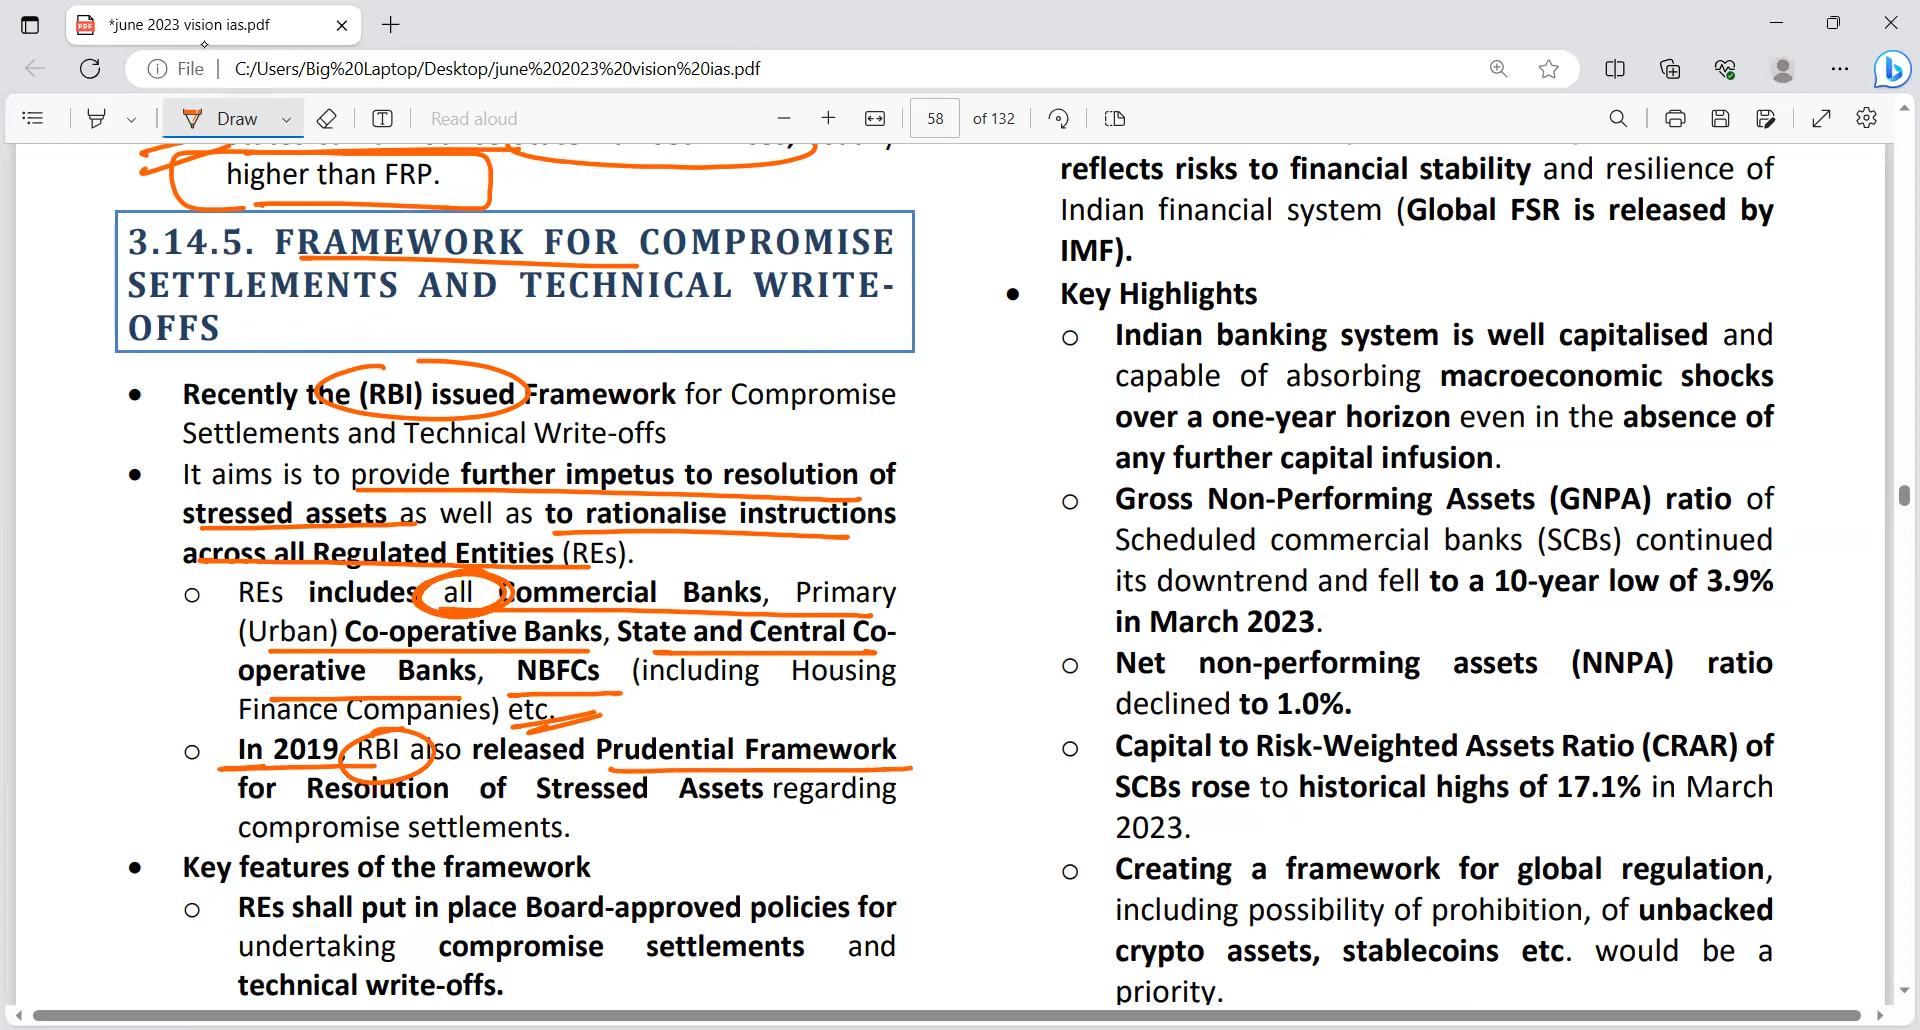 *june 2023 vision ias.pdf
File
C:/Users/Big%20Laptop/Desktop/june%202023%20vision%20ias.pdf
Draw
Read aloud
58
of 132
higher than FRP.
3.14.5. FRAMEWORK FOR COMPROMISE
SETTLEMENTS AND TECHNICAL WRITE-
OFFS
Recently the (RBI) issued Framework for Compromise
Settlements and Technical Write-offs
It aims is to provide further impetus to resolution of
stressed assets as well as to rationalise instructions
across all Regulated Entities (REs).
REs includes all Commercial Banks, Primary
(Urban) Co-operative Banks, State and Central Co-
operative Banks, NBFCs (including Housing
Finance Companies) etc.
In 2019, RBI also released Prudential Framework
for Resolution of Stressed Assets regarding
compromise settlements.
Key features of the framework
REs shall put in place Board-approved policies for
undertaking compromise settlements and
technical write-offs.
reflects risks to financial stability and resilience of
Indian financial system (Global FSR is released by
IMF).
Key Highlights
Indian banking system is well capitalised and
capable of absorbing macroeconomic shocks
over a one-year horizon even in the absence of
any further capital infusion.
Gross Non-Performing Assets (GNPA) ratio of
Scheduled commercial banks (SCBs) continued
its downtrend and fell to a 10-year low of 3.9%
in March 2023.
Net non-performing assets (NNPA) ratio
declined to 1.0%.
Capital to Risk-Weighted Assets Ratio (CRAR) of
SCBs rose to historical highs of 17.1% in March
2023.
Creating a framework for global regulation,
including possibility of prohibition, of unbacked
crypto assets, stablecoins etc. would be a
priority.